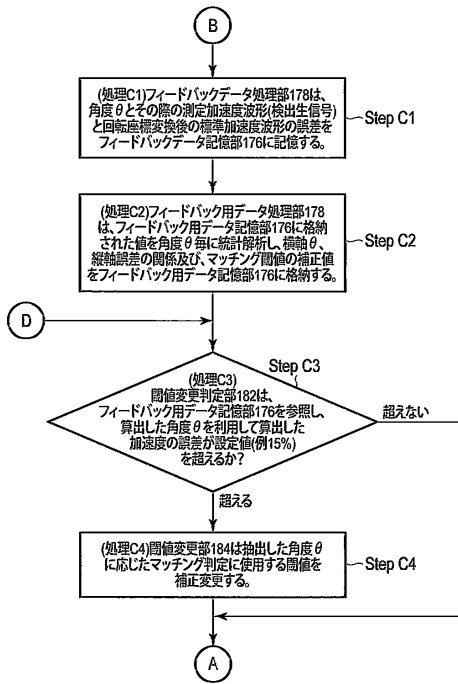 B
(処理C1)フィードバックデータ処理部178は、
角度θとその際の測定加速度波形(検出生信号)
と回転座標変換後の標準加速度波形の誤差を
フィードバックデータ記憶部176に記憶する。
Step C1
(処理C2)フィードバック用データ処理部178
は、フィードバック用データ記憶部176に格納
された値を角度θ毎に統計解析し、横軸θ、
縦軸誤差の関係及び、マッチング閾値の補正値
をフィードバック用データ記憶部176に格納する。
Step C2
D
Step C3
(処理C3)
閾値変更判定部182は、
フィードバック用データ記憶部176を参照し、
算出した角度θを利用して算出した
加速度の誤差が設定値(例15%)
を超えるか?
超えない
超える
(処理C4)閾値変更部184は抽出した角度θ
に応じたマッチング判定に使用する閾値を
補正変更する。
Step C4
A